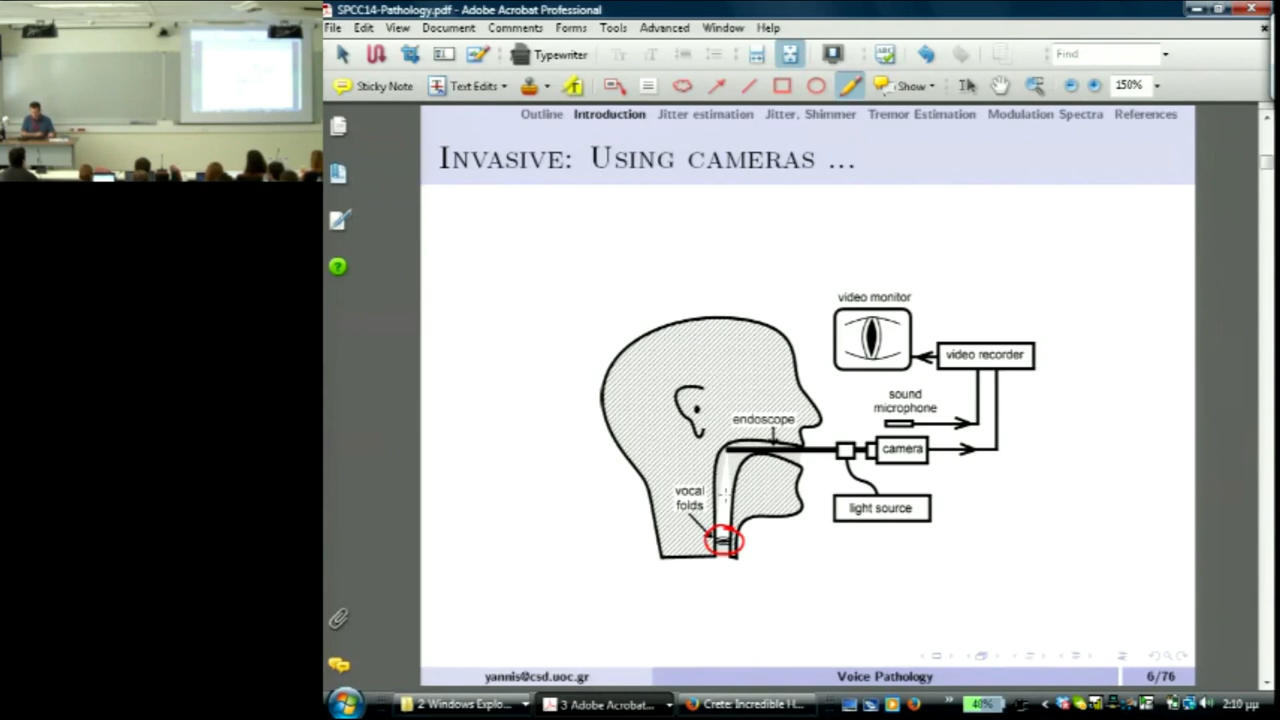 SPCC14-Pathology.pdf - Adobe Acrobat Professional
File Edit View Document Comments Forms Tools Advanced Window Help
Typewriter
Find
Sticky Note
Text Edits
Show
150%
Outline Introduction Jitter estimation Jitter, Shimmer Tremor Estimation Modulation Spectra References
INVASIVE: USING CAMERAS ...
video monitor
video recorder
sound
microphone
endoscope
camera
vocal
folds
light source
yannis@csd.uoc.gr Voice Pathology 6/76
2 Windows Explo... 3 Adobe Acrobat... Crete: Incredible H... 48% 2:10 μμ